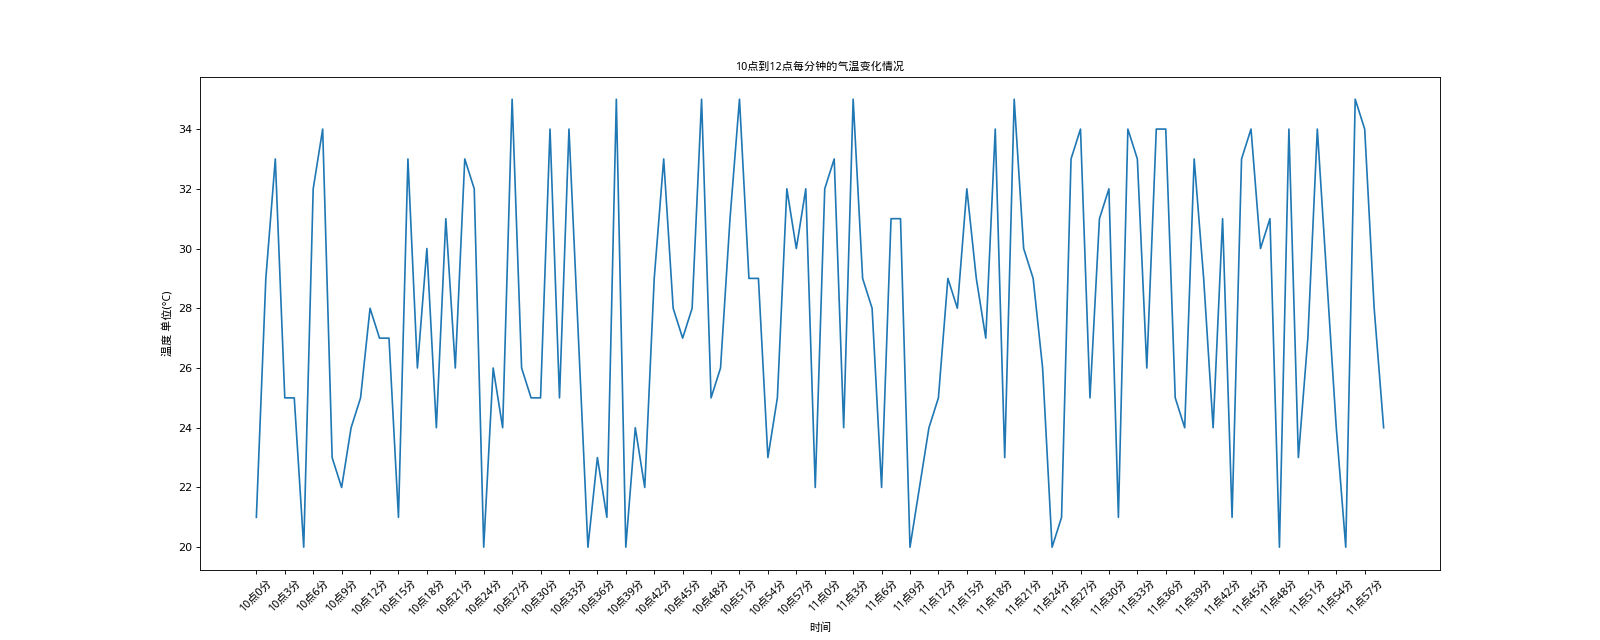 10点到12点每分钟的气温变化情况
温度 单位(°C)
34
32
30
28
26
24
22
20
10点0分
10点3分
10点6分
10点9分
10点12分
10点15分
10点18分
10点21分
10点24分
10点27分
10点30分
10点33分
10点36分
10点39分
10点42分
10点45分
10点48分
10点51分
10点54分
10点57分
11点0分
11点3分
11点6分
11点9分
11点12分
11点15分
11点18分
11点21分
11点24分
11点27分
11点30分
11点33分
11点36分
11点39分
11点42分
11点45分
11点48分
11点51分
11点54分
11点57分
时间